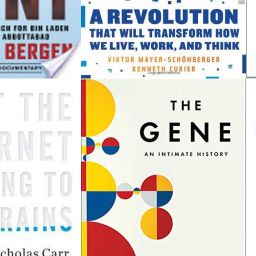 CH FOR BIN LADEN
ABBOTTABAD
BERGEN
DOCUMENTARY
A REVOLUTION
THAT WILL TRANSFORM HOW
WE LIVE, WORK, AND THINK
VIKTOR MAYER-SCHÖNBERGER
KENNETH CUKIER
THE
RNET
NG TO
RAINS
cholas Carr
THE
GENE
AN INTIMATE HISTORY